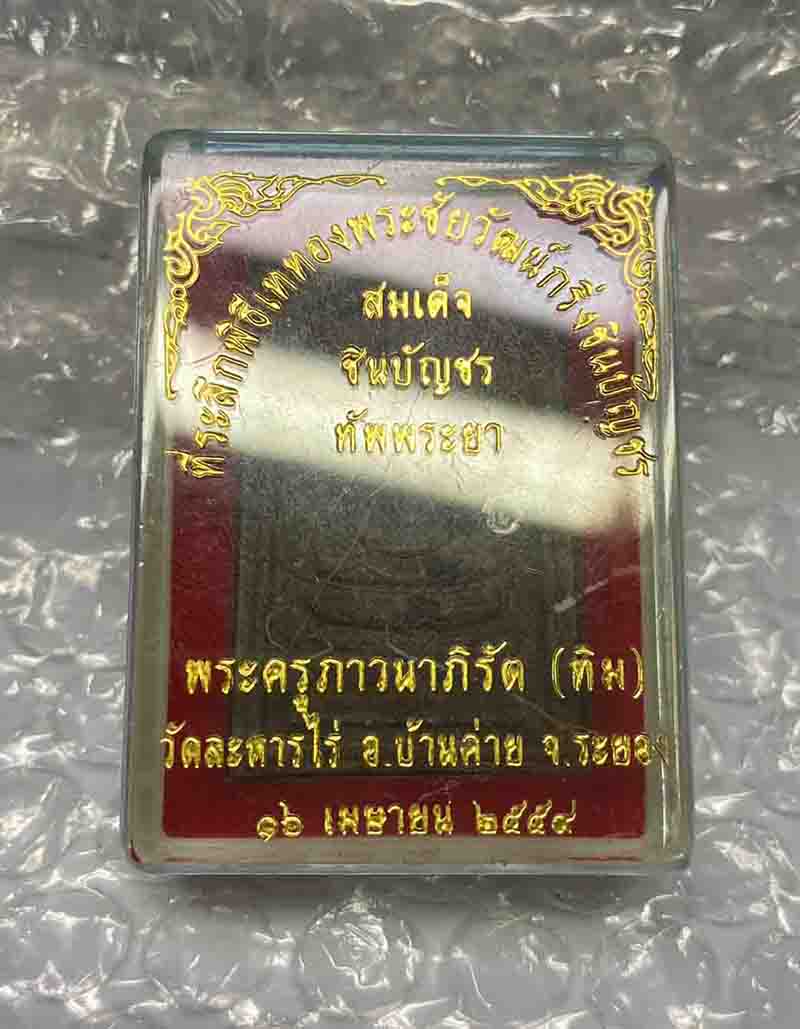 ที่ระลึกพิธีเททองพระชัยวัฒน์กริ่งชินบัญชร
สมเด็จ
ชินบัญชร
ทัพพระยา
พระครูภาวนาภิรัต (ทิม)
วัดละหารไร่ อ.บ้านค่าย จ.ระยอง
๑๖ เมษายน ๒๕๕๙